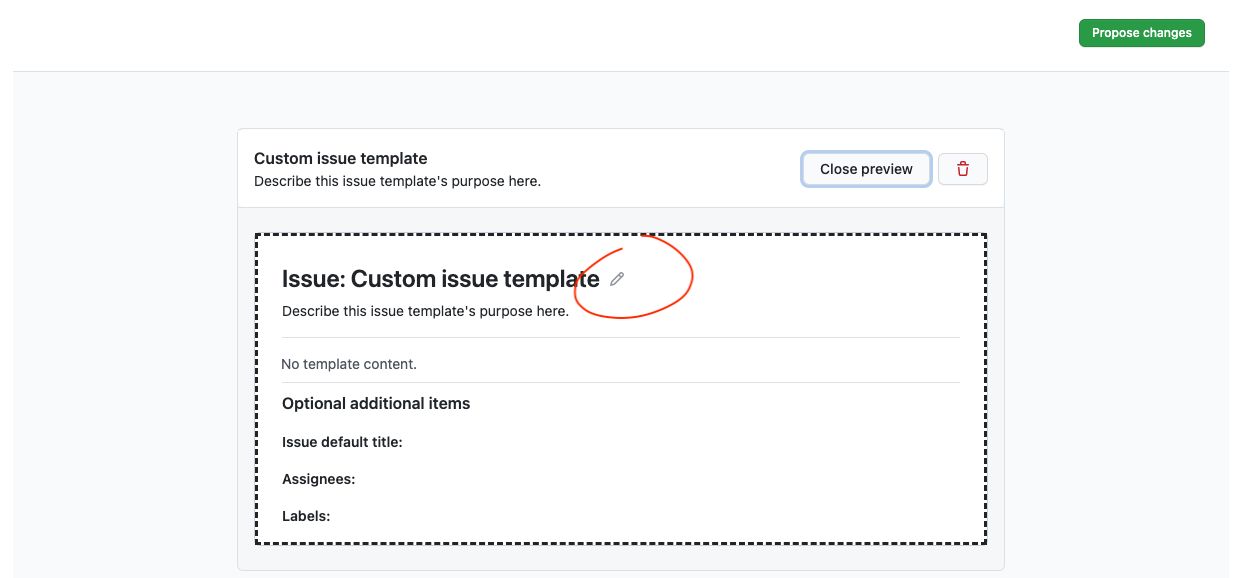 Propose changes
Custom issue template
Describe this issue template's purpose here.
Close preview
Issue: Custom issue template
Describe this issue template's purpose here.
No template content.
Optional additional items
Issue default title:
Assignees:
Labels: